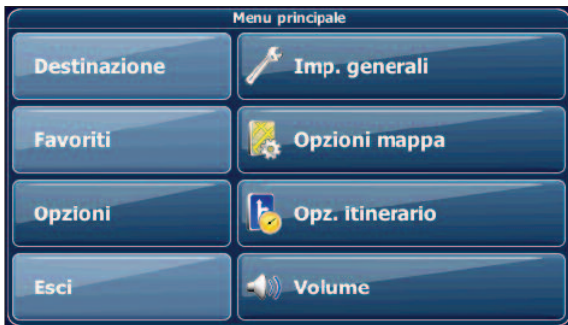 Menu principale
Destinazione
Imp. generali
Favoriti
Opzioni mappa
Opzioni
Opz. itinerario
Esci
Volume